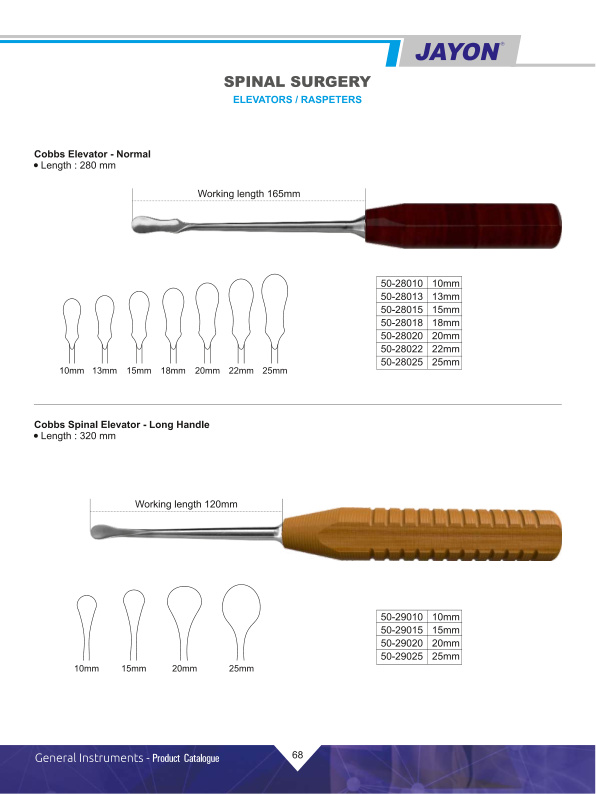 JAYON®
SPINAL SURGERY
ELEVATORS / RASPETERS
Cobbs Elevator - Normal
• Length : 280 mm
Working length 165mm
10mm 13mm 15mm 18mm 20mm 22mm 25mm
50-28010 10mm
50-28013 13mm
50-28015 15mm
50-28018 18mm
50-28020 20mm
50-28022 22mm
50-28025 25mm
Cobbs Spinal Elevator - Long Handle
• Length : 320 mm
Working length 120mm
10mm 15mm 20mm 25mm
50-29010 10mm
50-29015 15mm
50-29020 20mm
50-29025 25mm
General Instruments - Product Catalogue
68